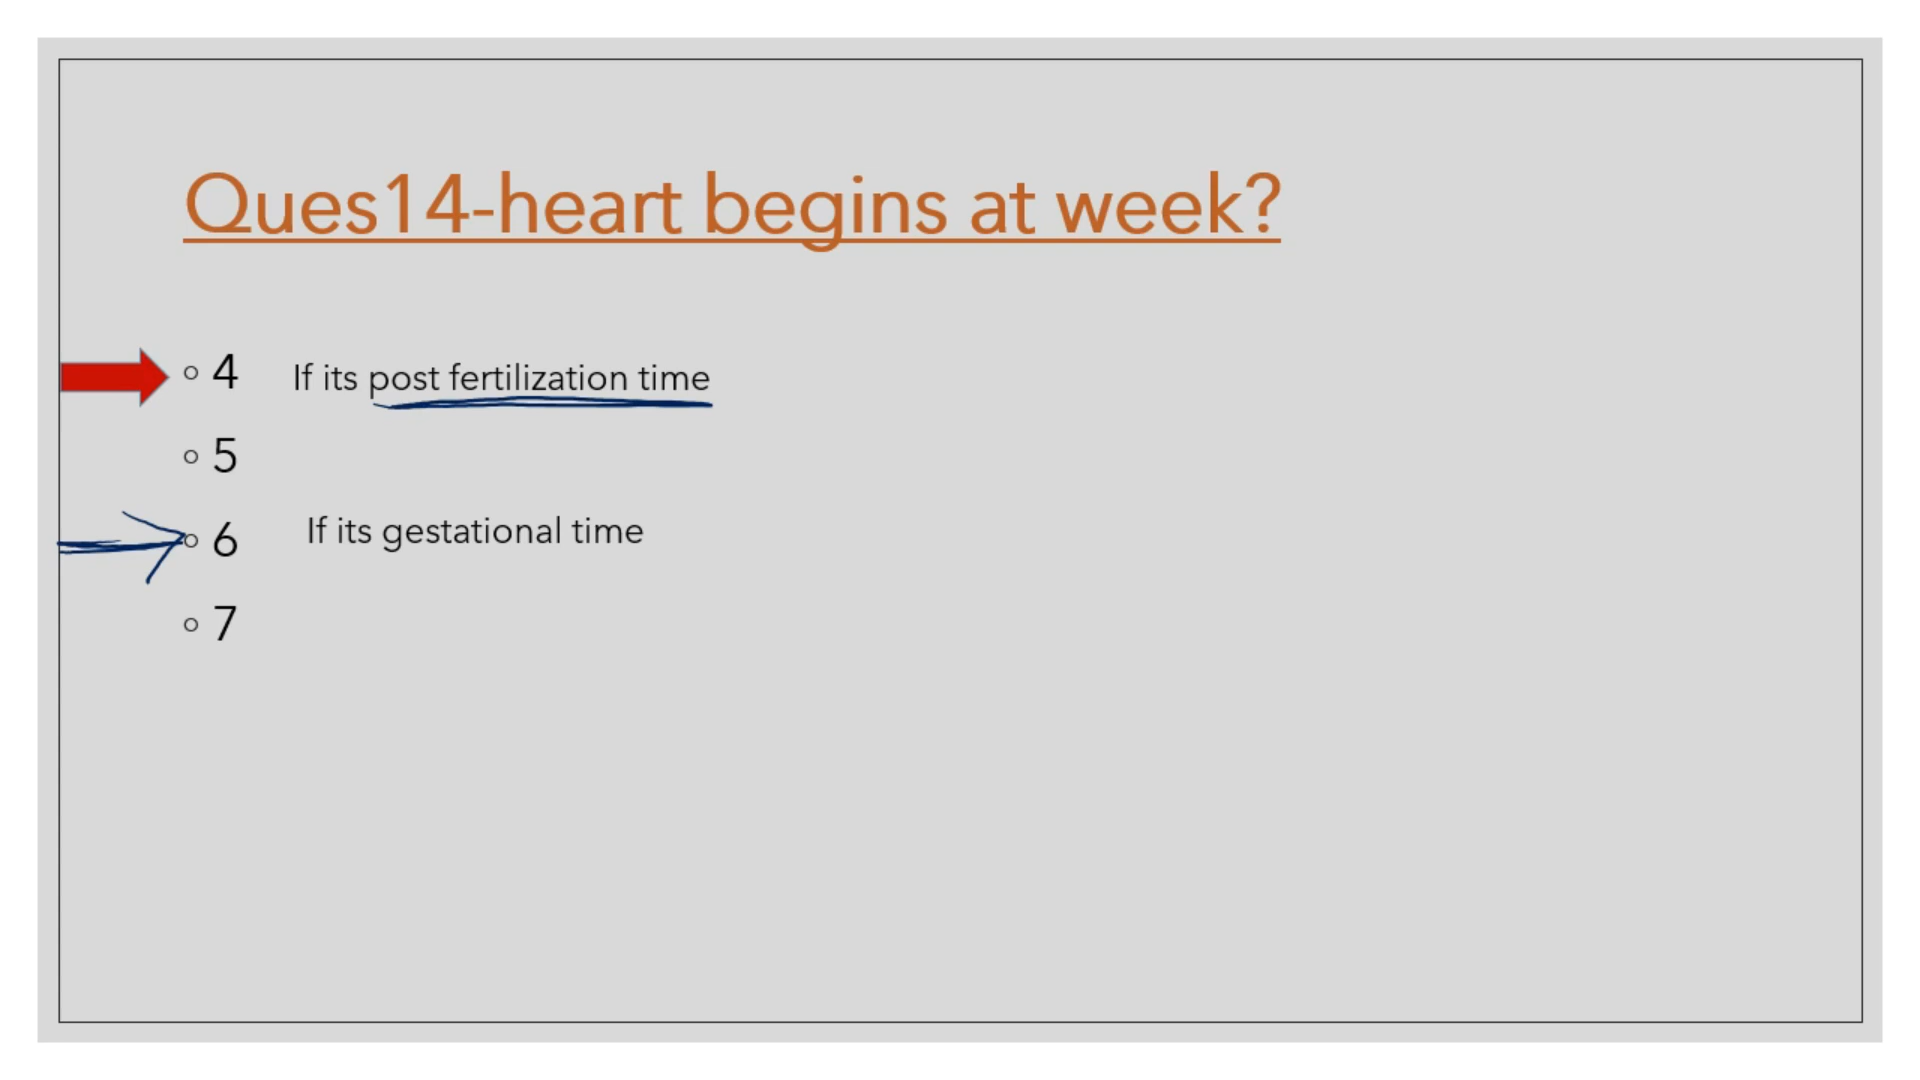 Ques14-heart begins at week?
4 If its post fertilization time
5
6 If its gestational time
7